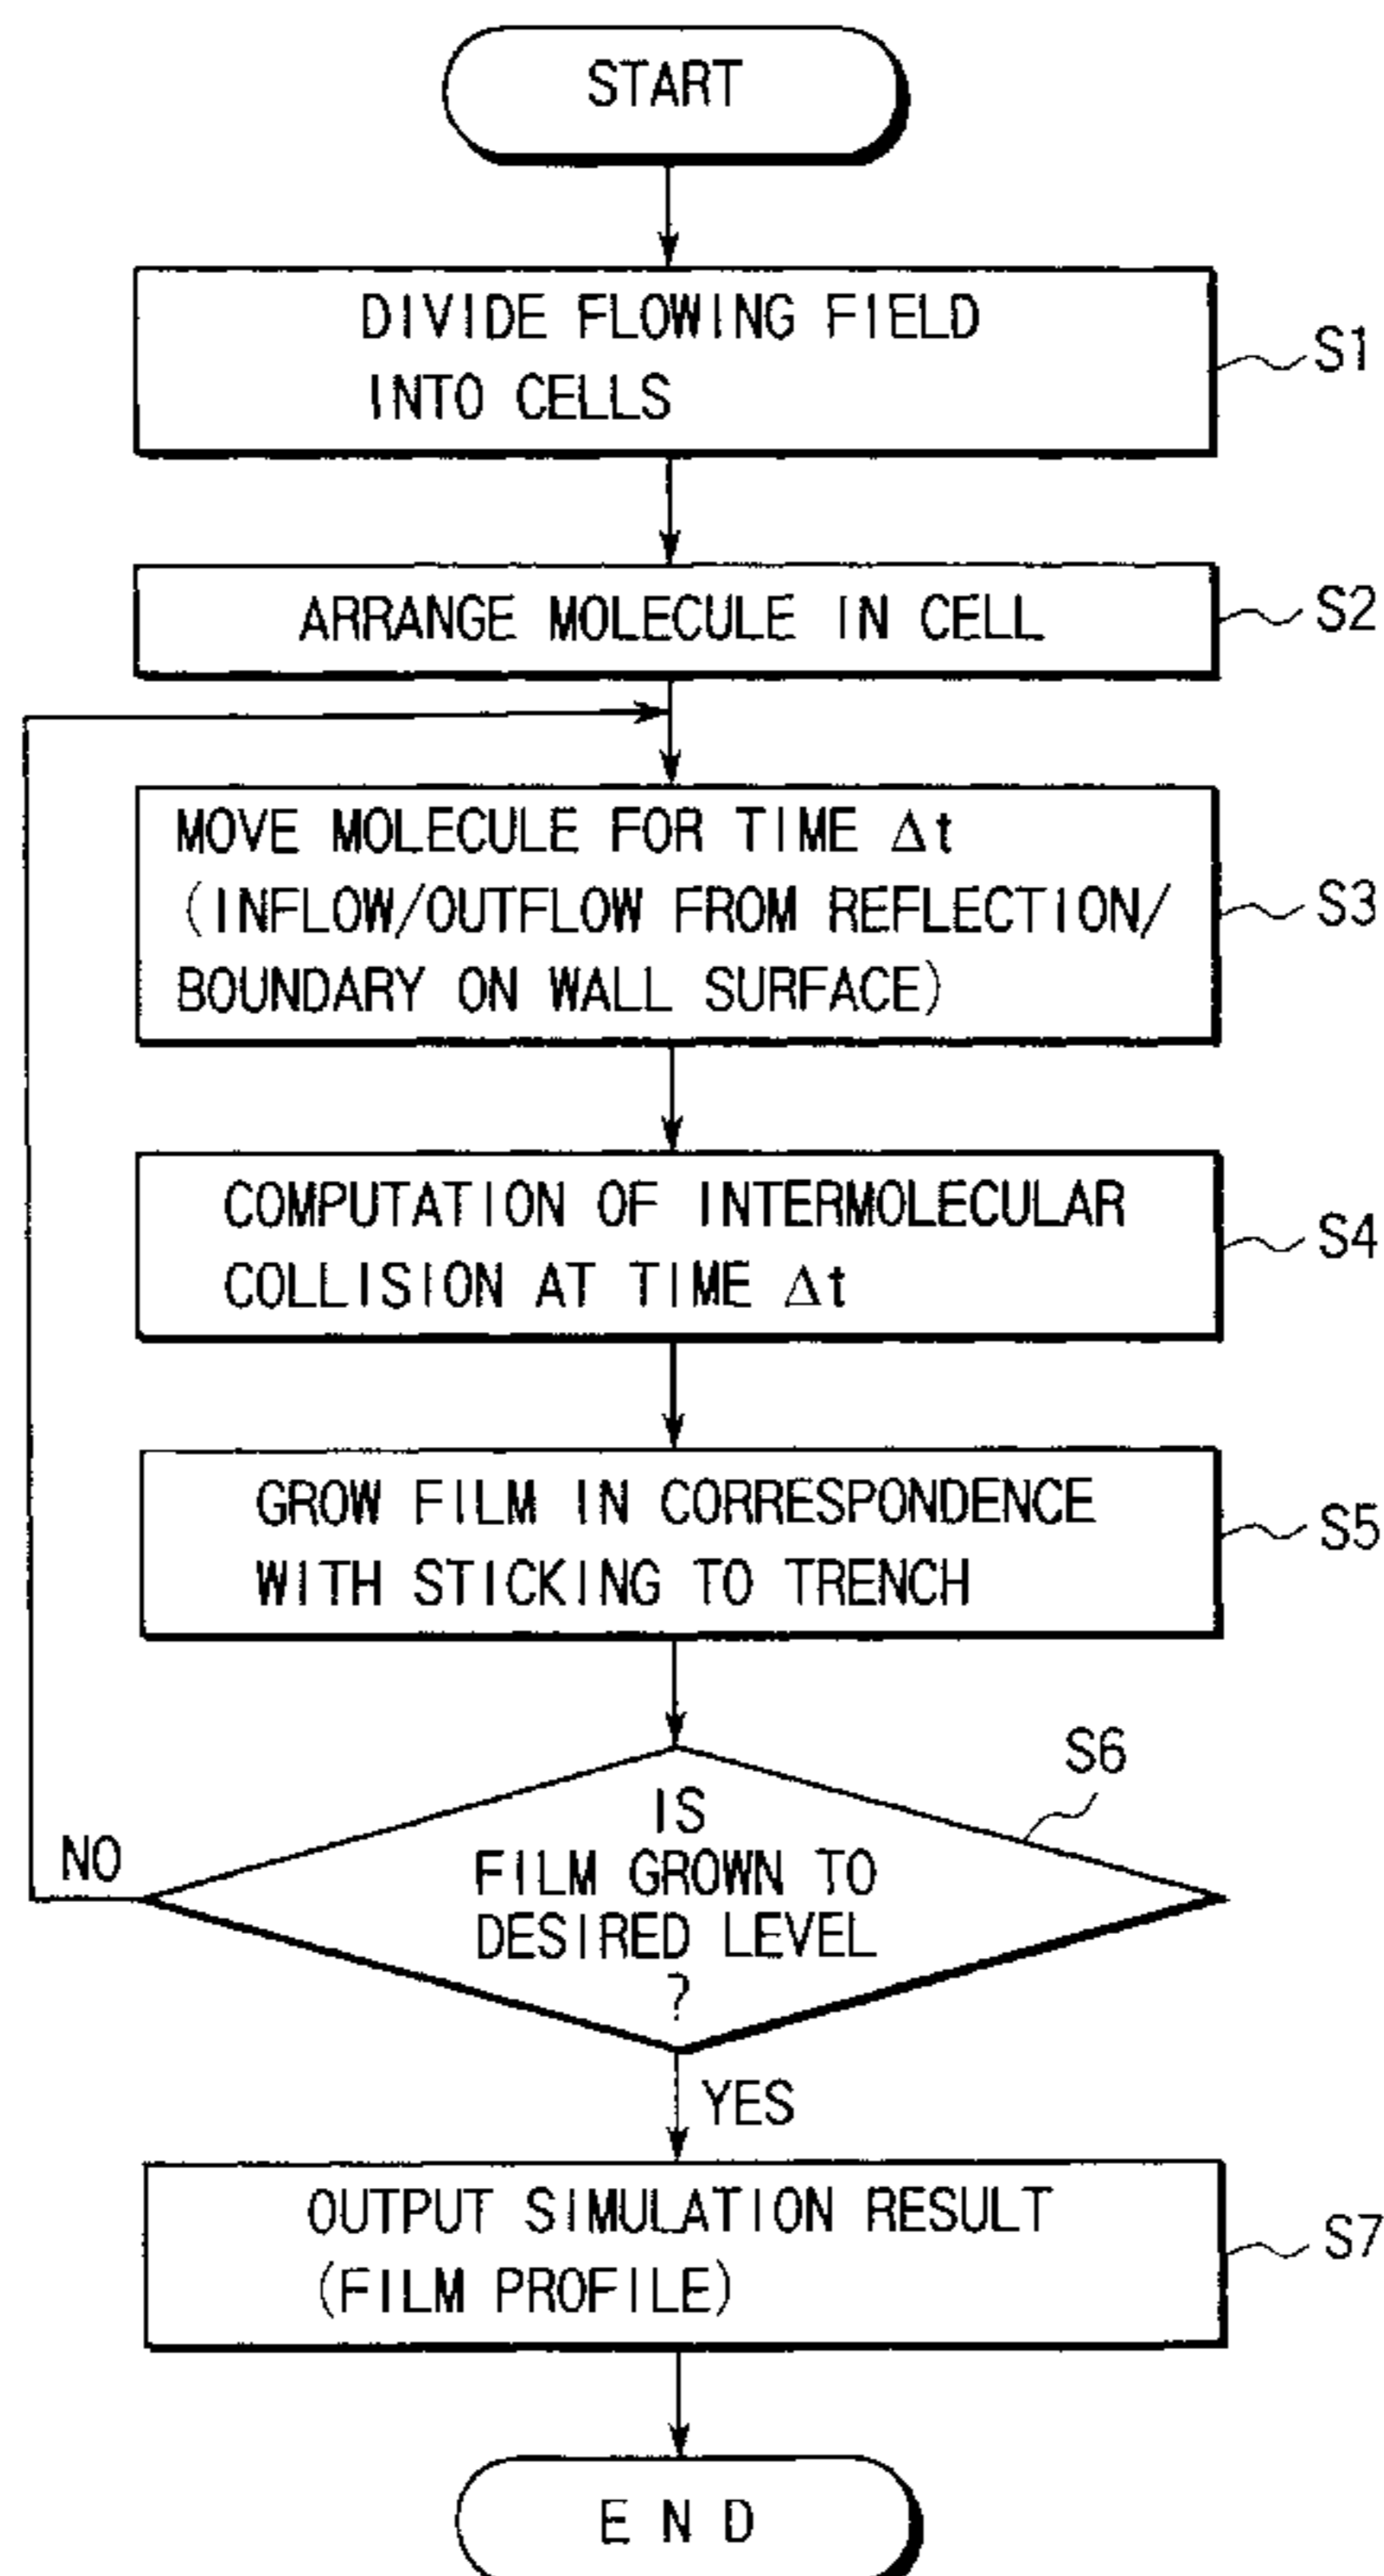 START
DIVIDE FLOWING FIELD
INTO CELLS
S1
ARRANGE MOLECULE IN CELL
S2
MOVE MOLECULE FOR TIME Δt
(INFLOW/OUTFLOW FROM REFLECTION/
BOUNDARY ON WALL SURFACE)
S3
COMPUTATION OF INTERMOLECULAR
COLLISION AT TIME Δt
S4
GROW FILM IN CORRESPONDENCE
WITH STICKING TO TRENCH
S5
S6
IS
FILM GROWN TO
DESIRED LEVEL
?
NO
YES
OUTPUT SIMULATION RESULT
(FILM PROFILE)
S7
END